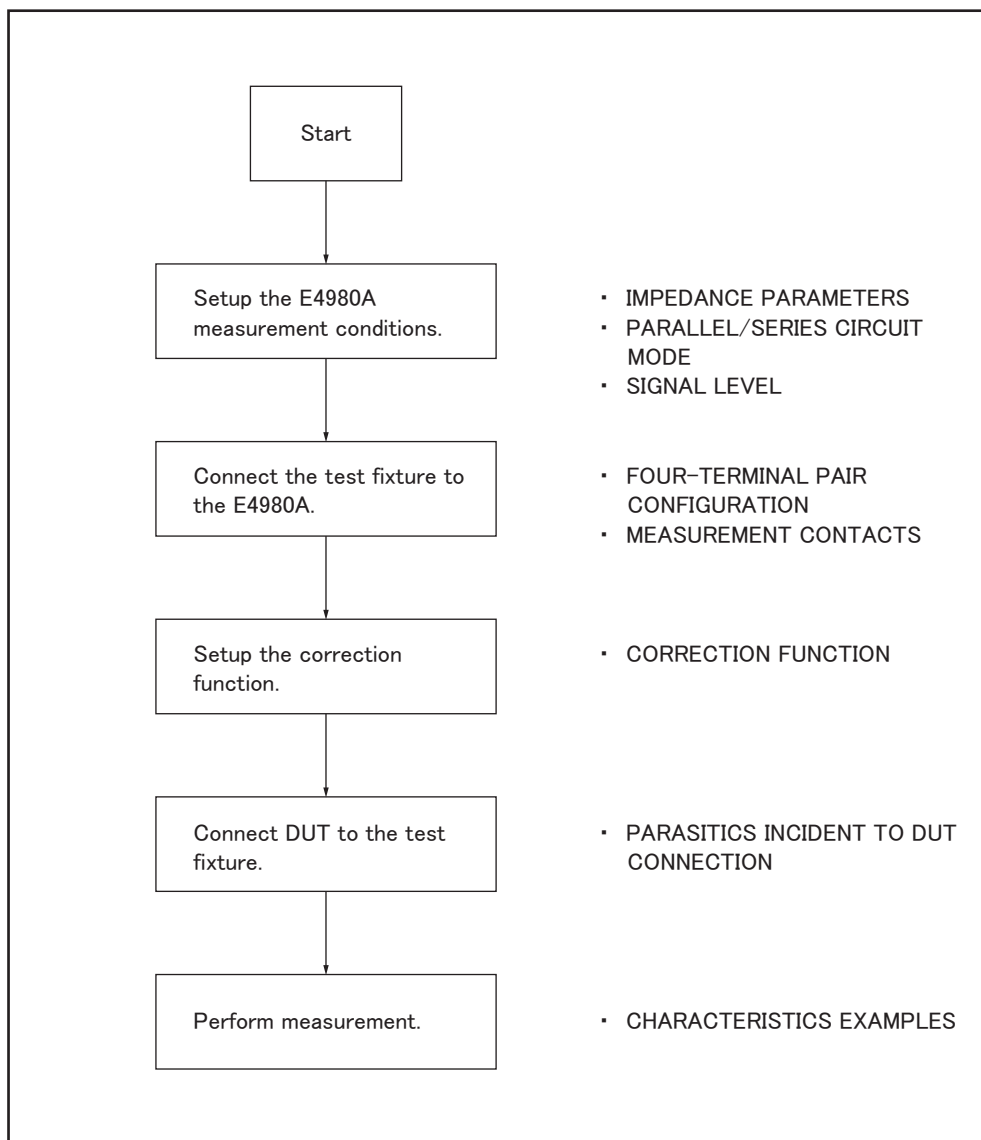 Start
Setup the E4980A
measurement conditions.
・ IMPEDANCE PARAMETERS
・ PARALLEL/SERIES CIRCUIT
MODE
・ SIGNAL LEVEL
Connect the test fixture to
the E4980A.
・ FOUR-TERMINAL PAIR
CONFIGURATION
・ MEASUREMENT CONTACTS
Setup the correction
function.
・ CORRECTION FUNCTION
Connect DUT to the test
fixture.
・ PARASITICS INCIDENT TO DUT
CONNECTION
Perform measurement.
・ CHARACTERISTICS EXAMPLES